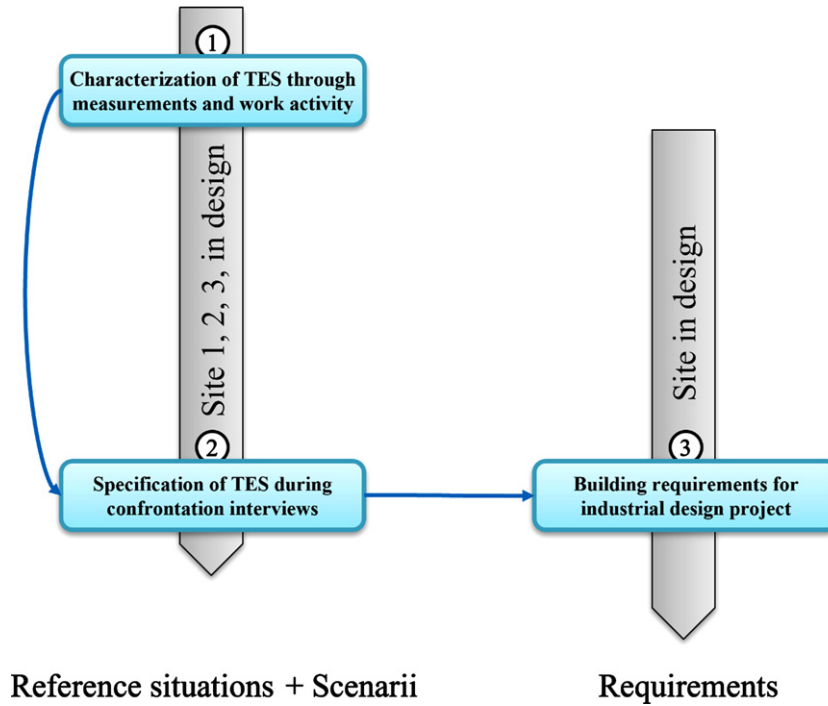 1
Characterization of TES through
measurements and work activity
Site 1, 2, 3, in design
2
Specification of TES during
confrontation interviews
Site in design
3
Building requirements for
industrial design project
Reference situations + Scenarii
Requirements